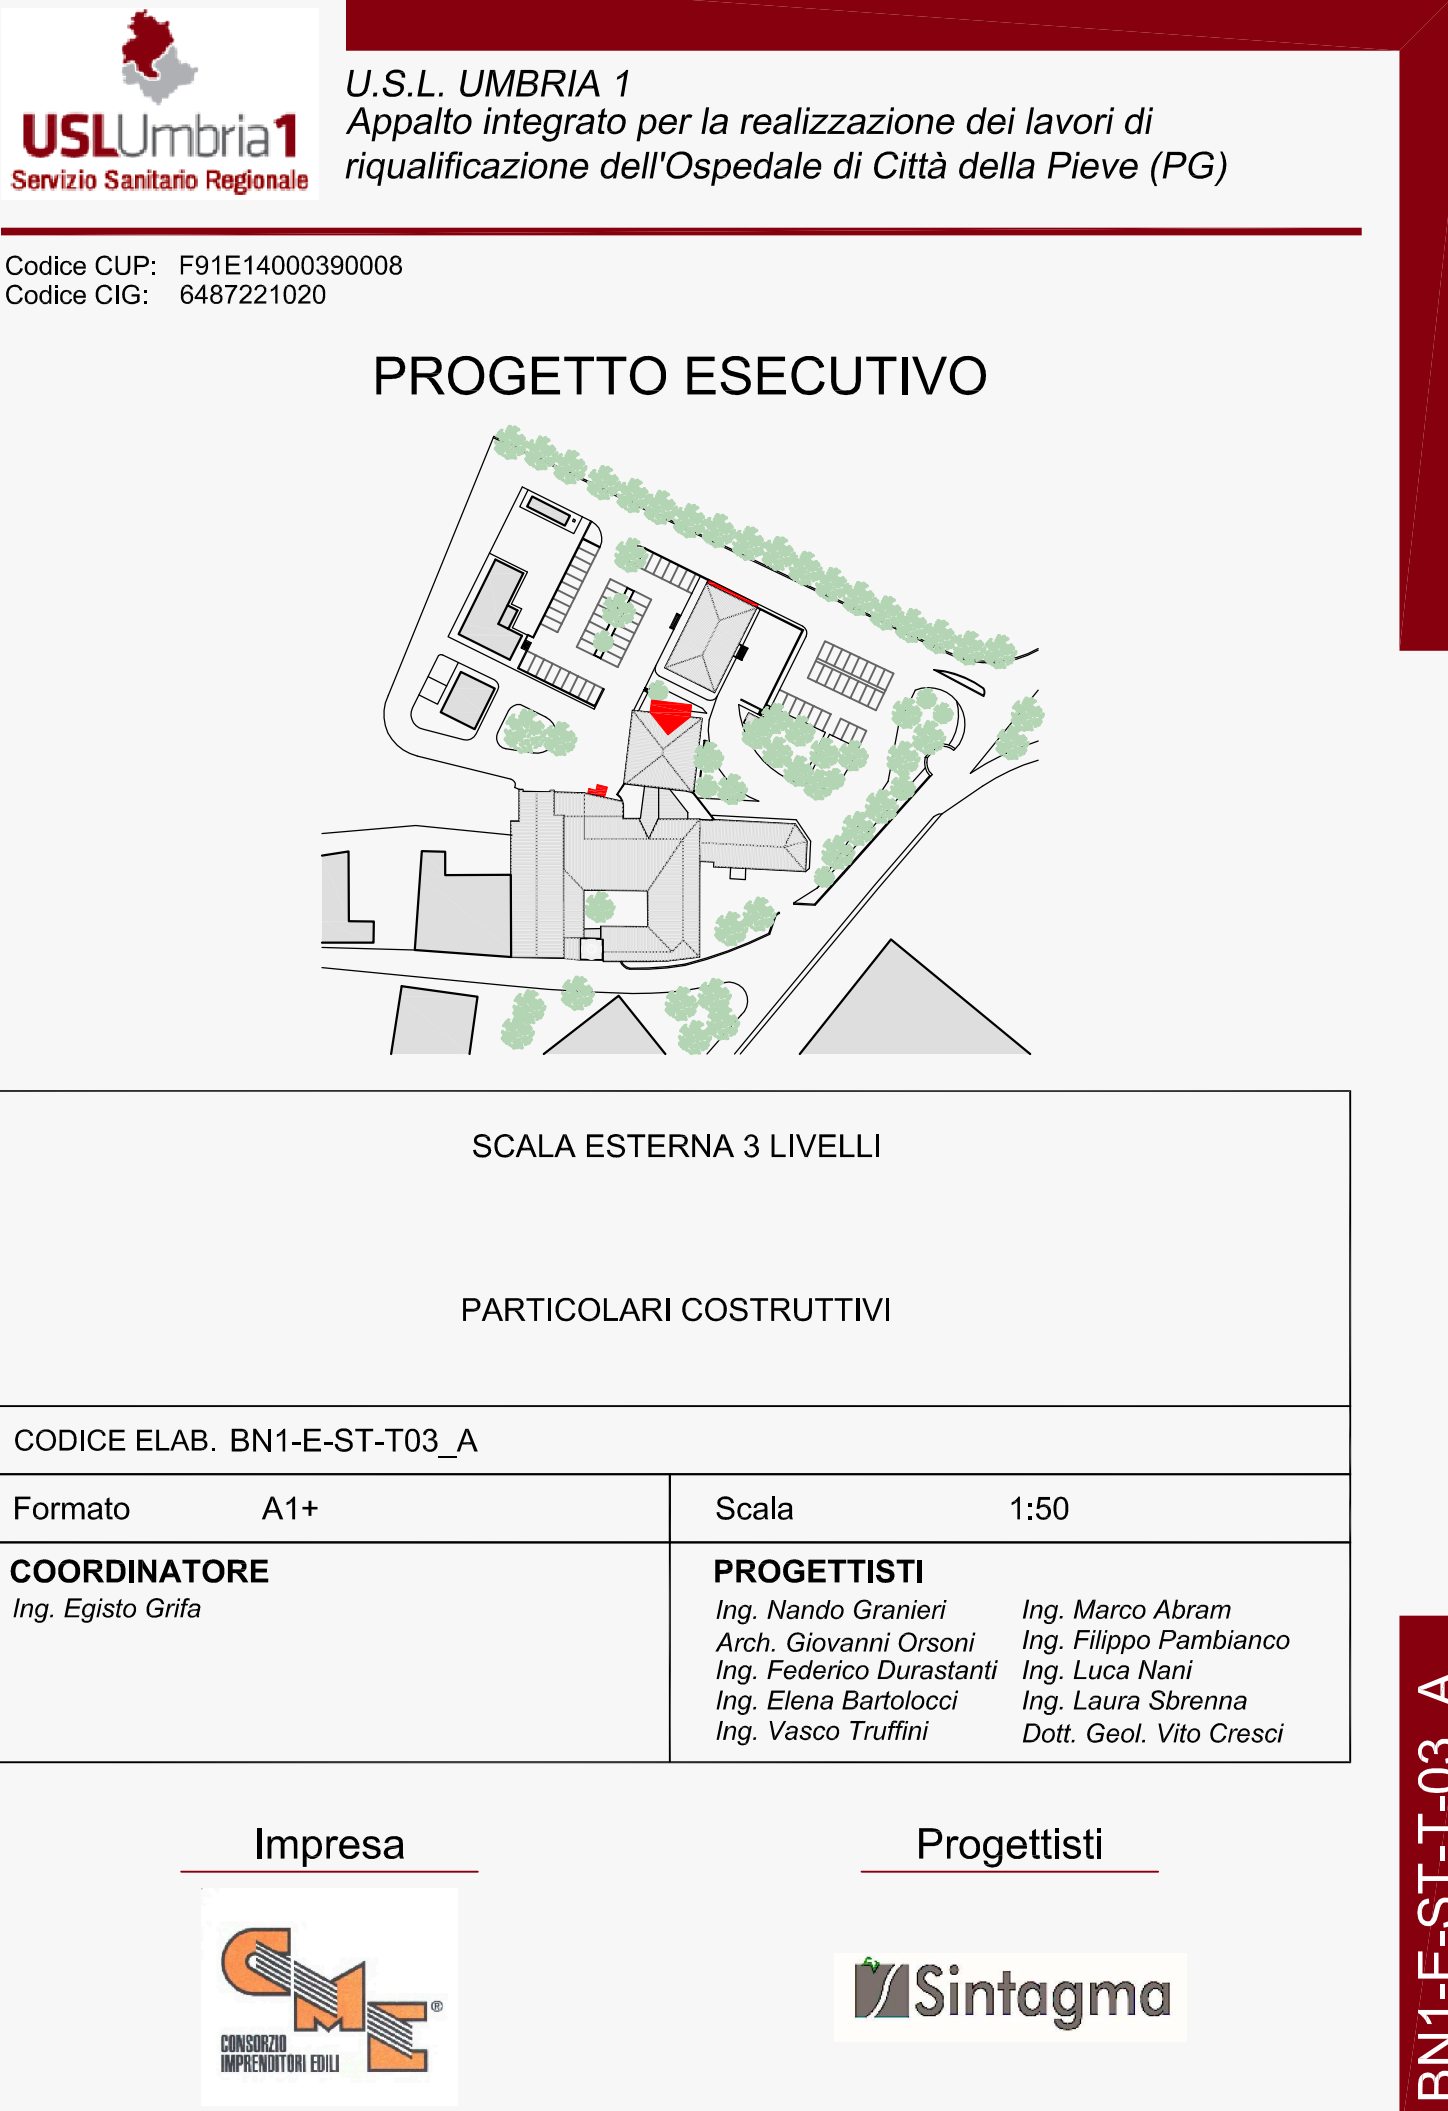 USLUmbria1
Servizio Sanitario Regionale
U.S.L. UMBRIA 1
Appalto integrato per la realizzazione dei lavori di
riqualificazione dell'Ospedale di Città della Pieve (PG)
Codice CUP: F91E14000390008
Codice CIG: 6487221020
PROGETTO ESECUTIVO
SCALA ESTERNA 3 LIVELLI
PARTICOLARI COSTRUTTIVI
CODICE ELAB. BN1-E-ST-T03_A
Formato A1+
Scala 1:50
COORDINATORE
Ing. Egisto Grifa
PROGETTISTI
Ing. Nando Granieri
Arch. Giovanni Orsoni
Ing. Federico Durastanti
Ing. Elena Bartolocci
Ing. Vasco Truffini
Ing. Marco Abram
Ing. Filippo Pambianco
Ing. Luca Nani
Ing. Laura Sbrenna
Dott. Geol. Vito Cresci
Impresa
CME ®
CONSORZIO
IMPRENDITORI EDILI
Progettisti
Sintagma
BN1-E-ST-T-03_A